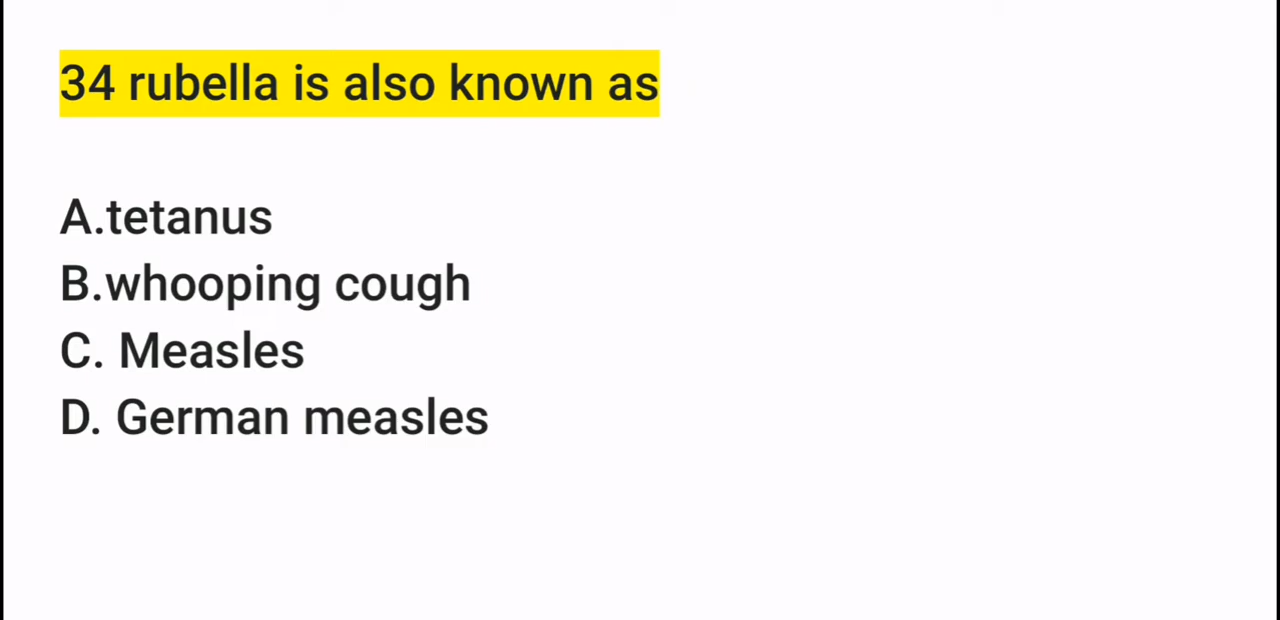 34 rubella is also known as
A.tetanus
B.whooping cough
C. Measles
D. German measles